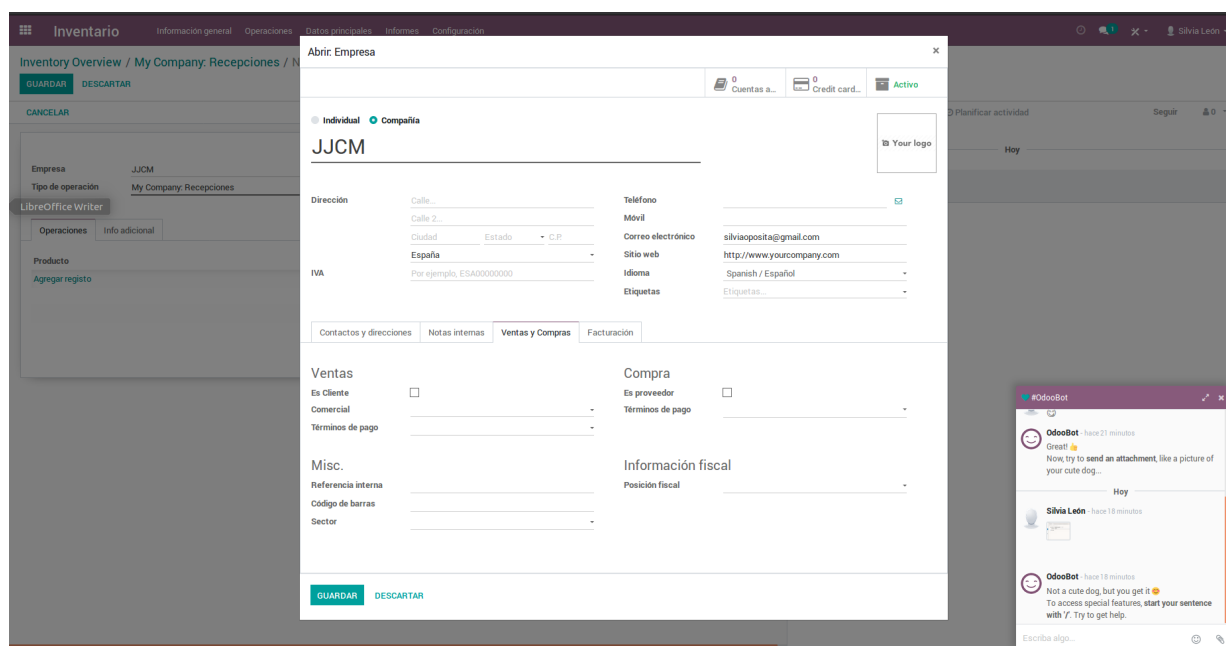 Inventario Información general Operaciones Datos principales Informes Configuración 1 Silvia León
Inventory Overview / My Company: Recepciones / N
GUARDAR DESCARTAR
CANCELAR
Planificar actividad Seguir 0
Hoy
Empresa JJCM
Tipo de operación My Company: Recepciones
LibreOffice Writer
Operaciones Info adicional
Producto
Agregar registo
Abrir: Empresa ×
0 Cuentas a...
0 Credit card...
Activo
Individual Compañía
JJCM
Your logo
Dirección Calle...
Calle 2...
Ciudad Estado C.P.
España
IVA Por ejemplo, ESA00000000
Teléfono
Móvil
Correo electrónico silviaoposita@gmail.com
Sitio web http://www.yourcompany.com
Idioma Spanish / Español
Etiquetas Etiquetas...
Contactos y direcciones Notas internas Ventas y Compras Facturación
Ventas
Es Cliente
Comercial
Términos de pago
Compra
Es proveedor
Términos de pago
Misc.
Referencia interna
Código de barras
Sector
Información fiscal
Posición fiscal
GUARDAR DESCARTAR
#OdooBot ×
OdooBot - hace 21 minutos
Great! 👍
Now, try to send an attachment, like a picture of
your cute dog...
Hoy
Silvia León - hace 18 minutos
OdooBot - hace 18 minutos
Not a cute dog, but you get it 😊
To access special features, start your sentence
with '/'. Try to get help.
Escriba algo...